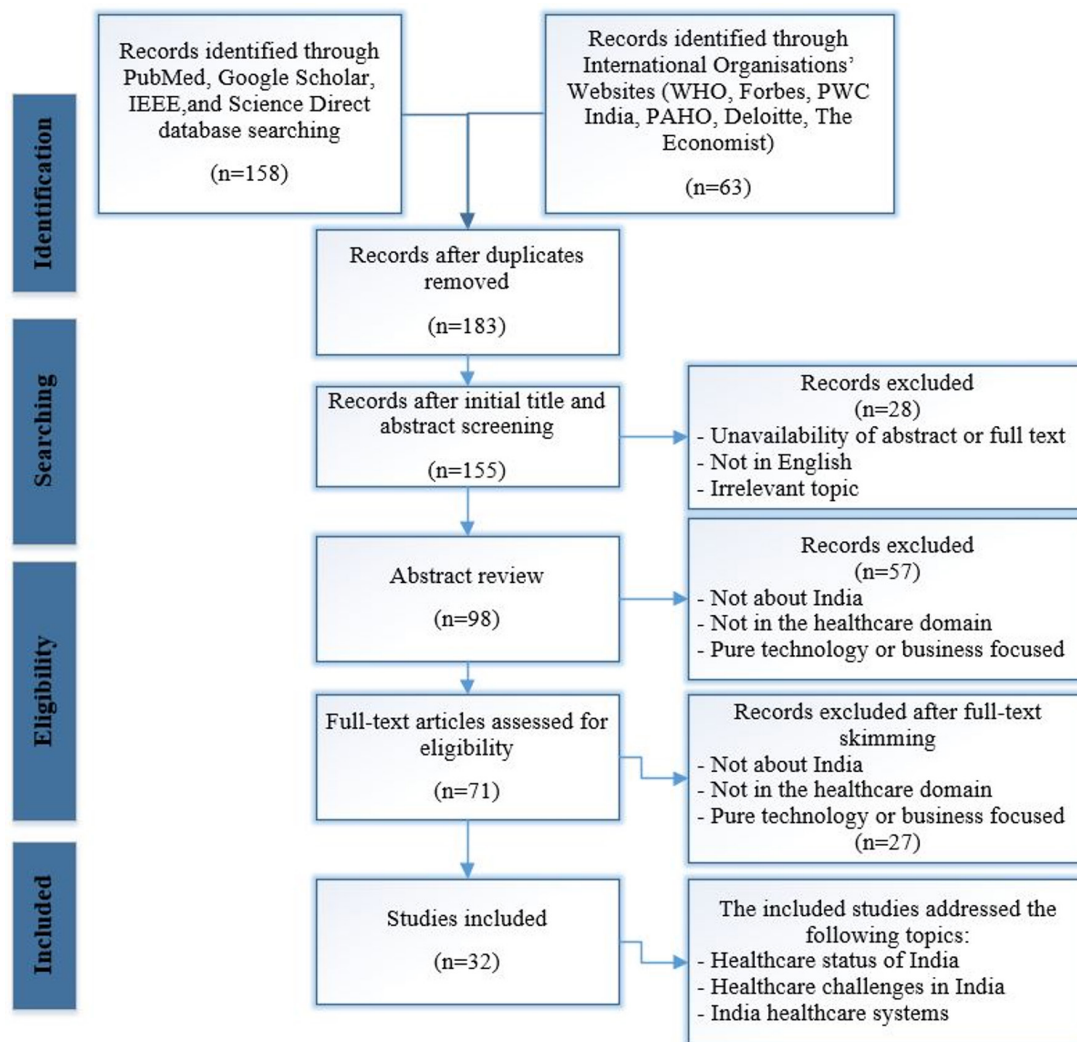 Identification
Records identified through
PubMed, Google Scholar,
IEEE,and Science Direct
database searching
(n=158)
Records identified through
International Organisations’
Websites (WHO, Forbes, PWC
India, PAHO, Deloitte, The
Economist)
(n=63)
Records after duplicates
removed
(n=183)
Searching
Records after initial title and
abstract screening
(n=155)
Records excluded
(n=28)
- Unavailability of abstract or full text
- Not in English
- Irrelevant topic
Eligibility
Abstract review
(n=98)
Records excluded
(n=57)
- Not about India
- Not in the healthcare domain
- Pure technology or business focused
Full-text articles assessed for
eligibility
(n=71)
Records excluded after full-text
skimming
- Not about India
- Not in the healthcare domain
- Pure technology or business focused
(n=27)
Included
Studies included
(n=32)
The included studies addressed the
following topics:
- Healthcare status of India
- Healthcare challenges in India
- India healthcare systems